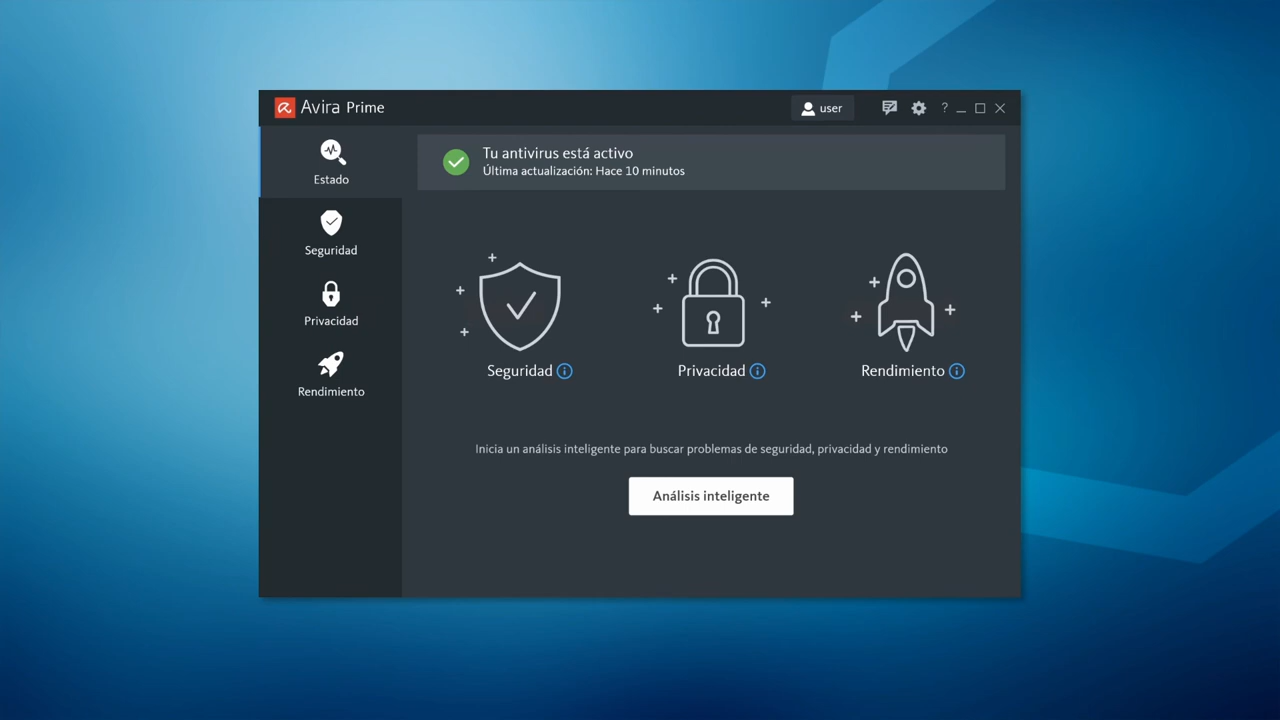 Avira Prime
user
?
Estado
Seguridad
Privacidad
Rendimiento
Tu antivirus está activo
Última actualización: Hace 10 minutos
Seguridad
Privacidad
Rendimiento
Inicia un análisis inteligente para buscar problemas de seguridad, privacidad y rendimiento
Análisis inteligente